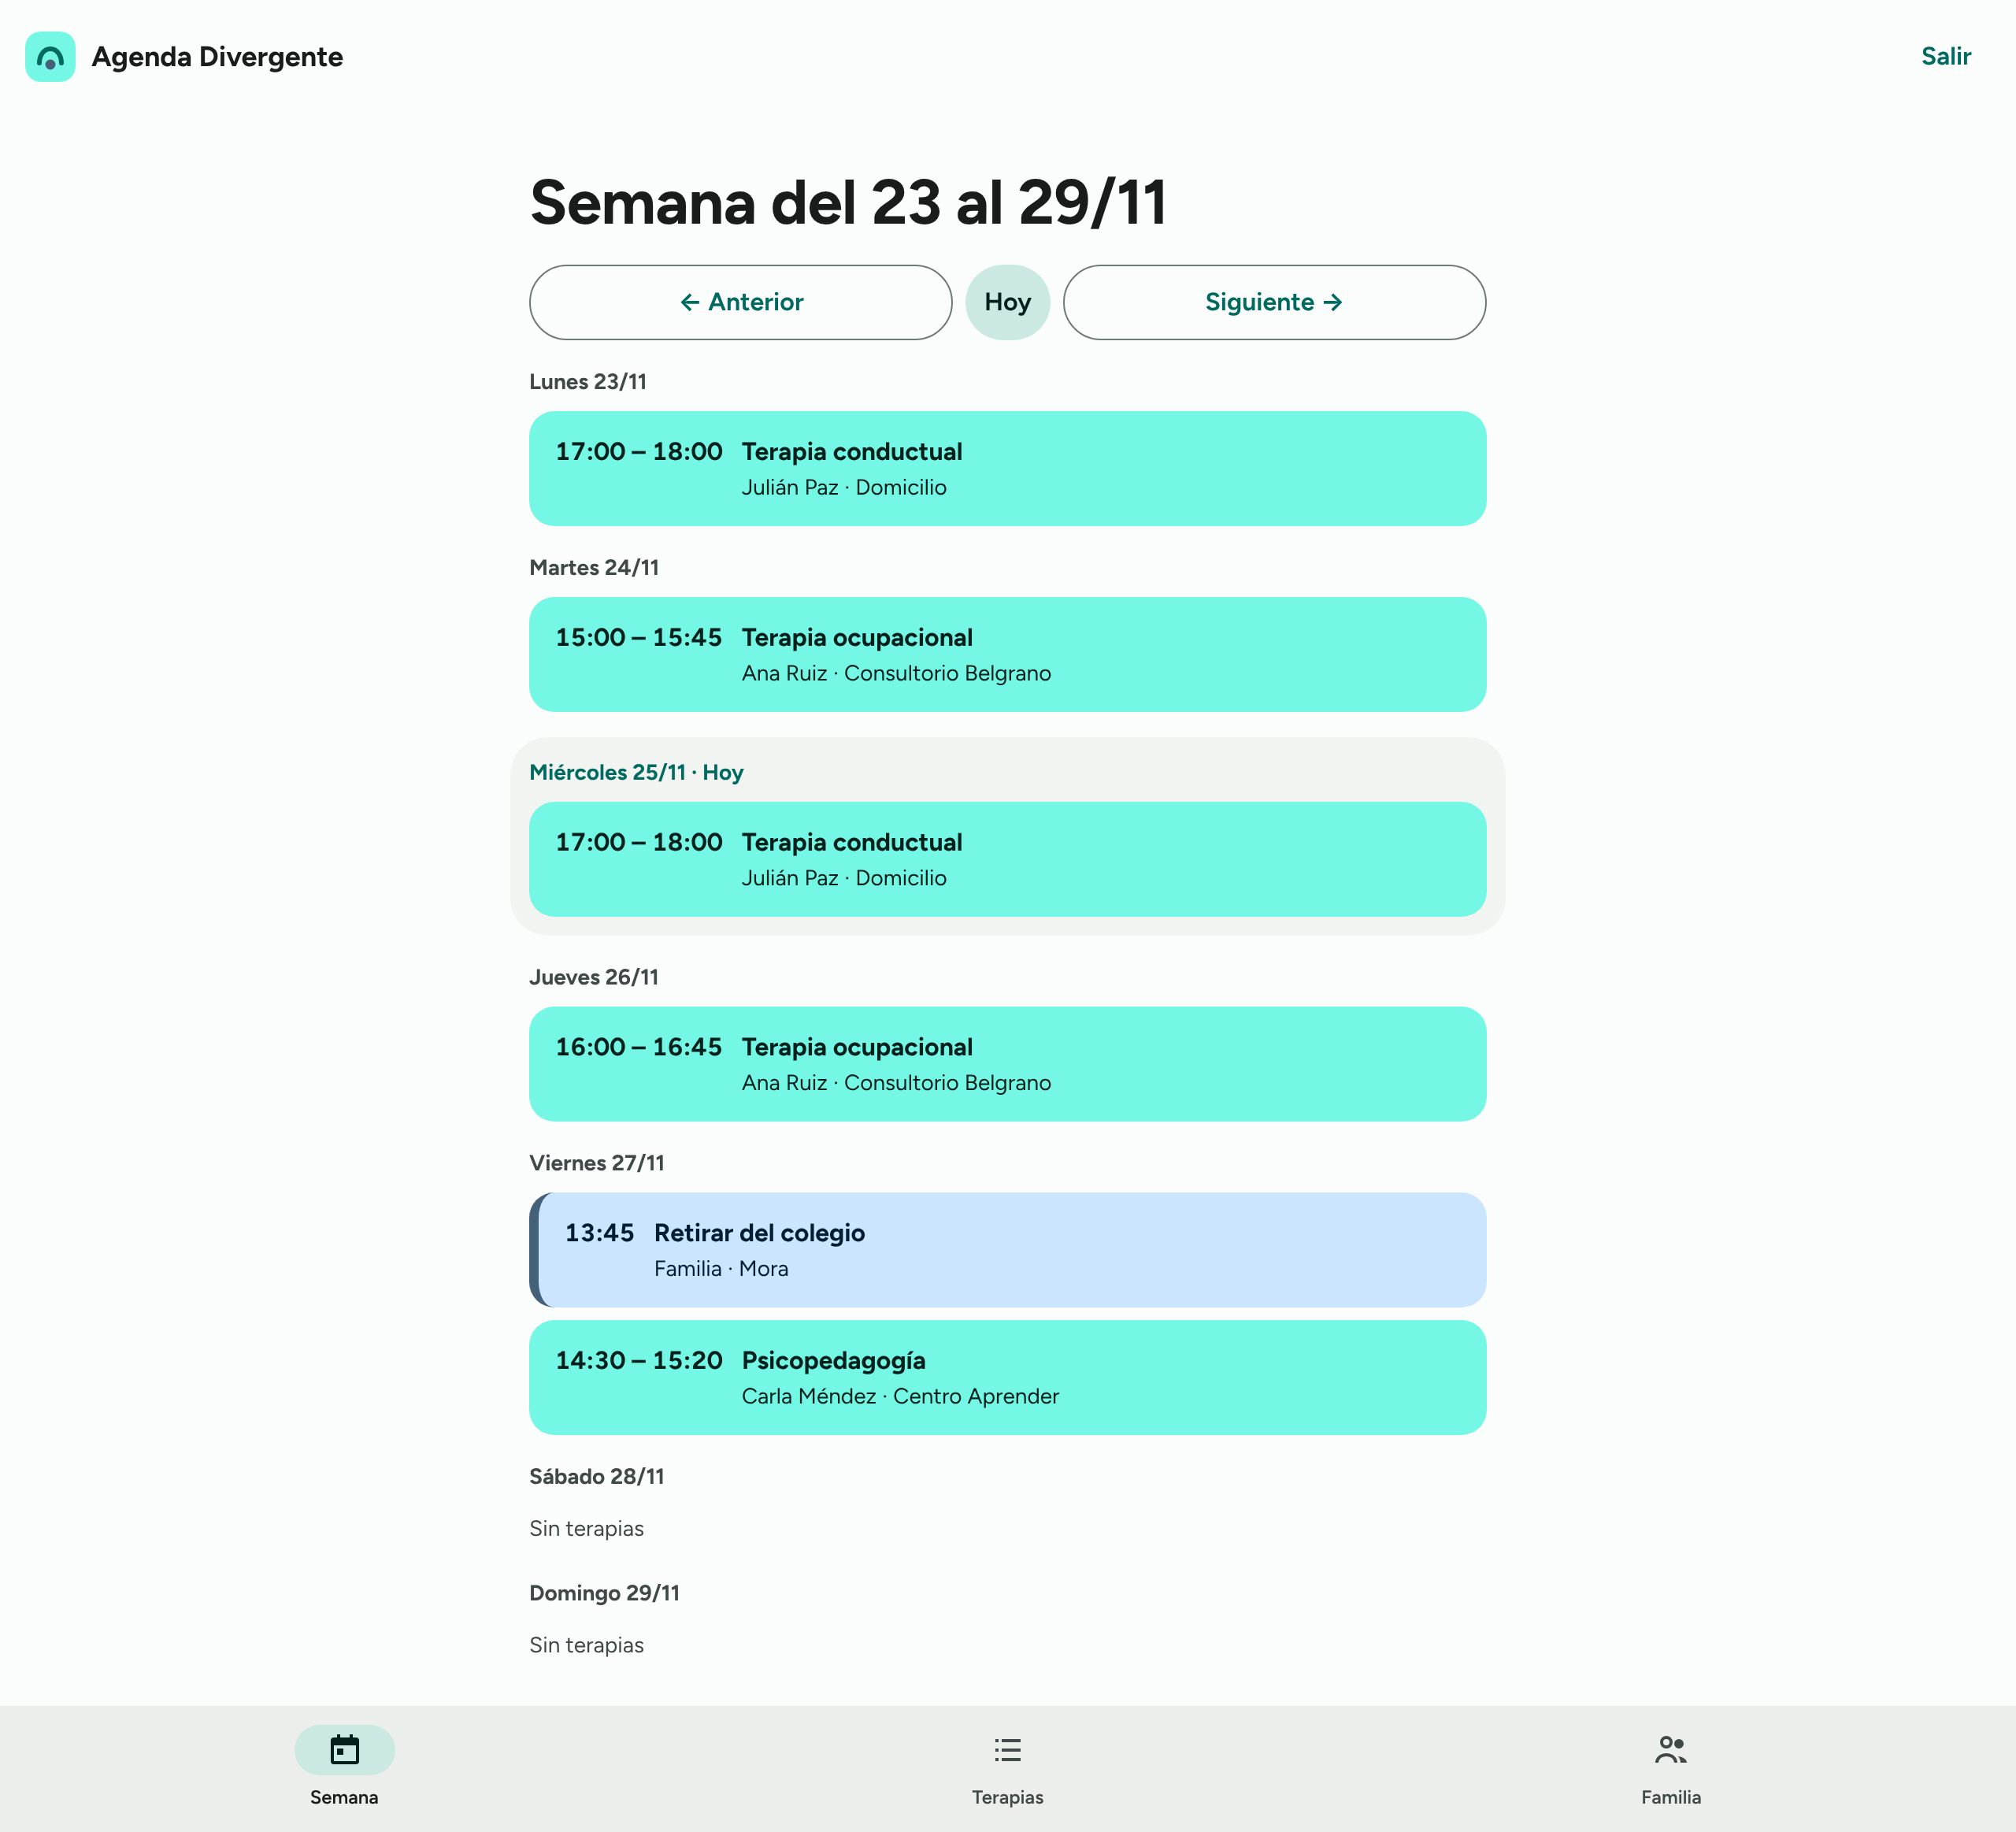 Agenda Divergente
Salir
Semana del 23 al 29/11
← Anterior
Hoy
Siguiente →
Lunes 23/11
17:00 – 18:00 Terapia conductual
Julián Paz · Domicilio
Martes 24/11
15:00 – 15:45 Terapia ocupacional
Ana Ruiz · Consultorio Belgrano
Miércoles 25/11 · Hoy
17:00 – 18:00 Terapia conductual
Julián Paz · Domicilio
Jueves 26/11
16:00 – 16:45 Terapia ocupacional
Ana Ruiz · Consultorio Belgrano
Viernes 27/11
13:45 Retirar del colegio
Familia · Mora
14:30 – 15:20 Psicopedagogía
Carla Méndez · Centro Aprender
Sábado 28/11
Sin terapias
Domingo 29/11
Sin terapias
Semana
Terapias
Familia